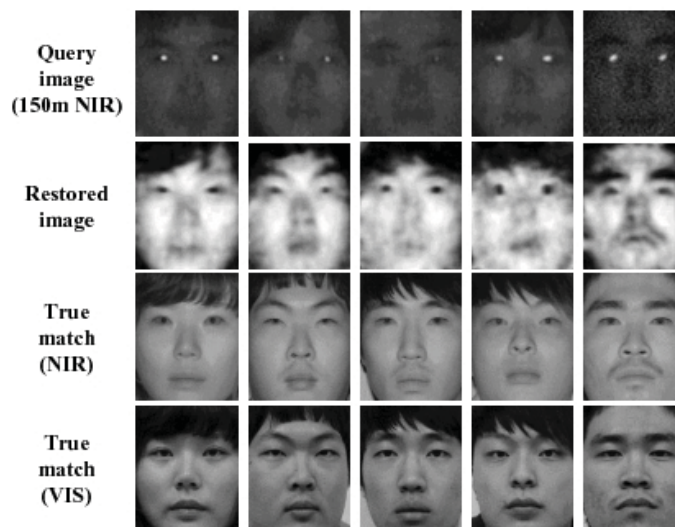 Query
image
(150m NIR)
Restored
image
True
match
(NIR)
True
match
(VIS)